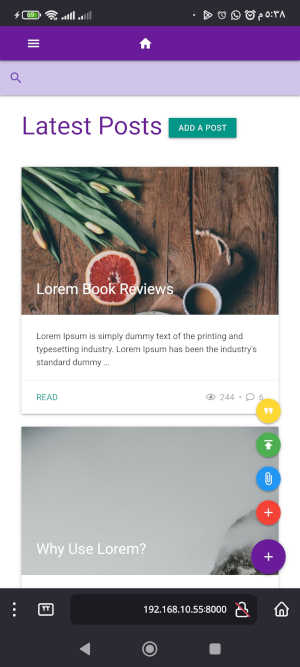 89
٥:٣٨ م
Latest Posts
ADD A POST
Lorem Book Reviews
Lorem Ipsum is simply dummy text of the printing and
typesetting industry. Lorem Ipsum has been the industry's
standard dummy ...
READ
244 • 6
Why Use Lorem?
192.168.10.55:8000